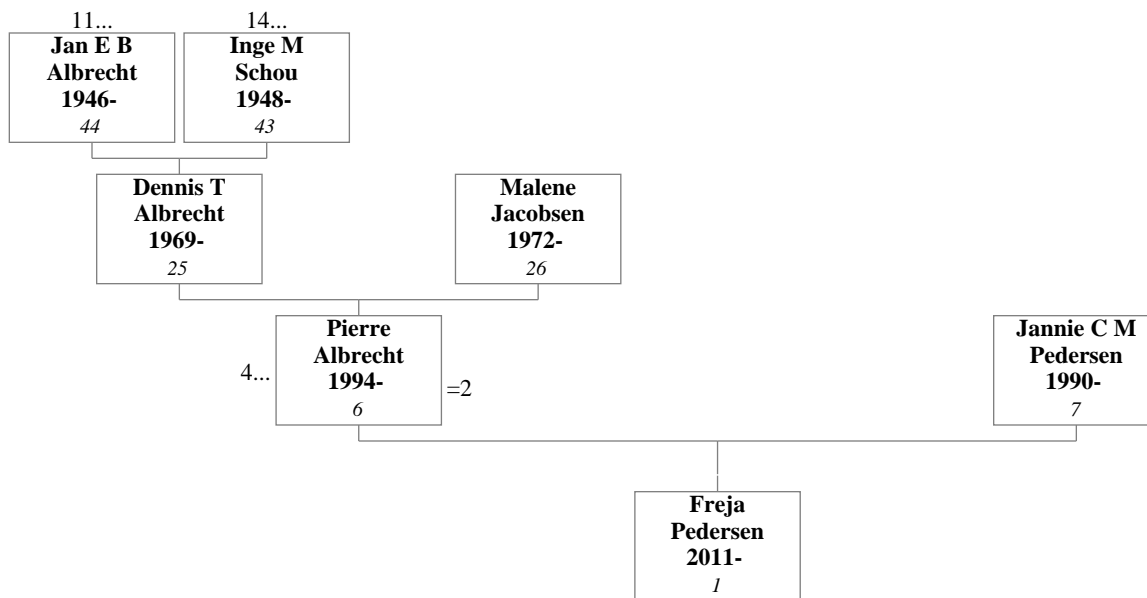 11...
14...
Jan E B
Albrecht
1946-
44
Inge M
Schou
1948-
43
Dennis T
Albrecht
1969-
25
Malene
Jacobsen
1972-
26
4...
Pierre
Albrecht
1994-
6
=2
Jannie C M
Pedersen
1990-
7
Freja
Pedersen
2011-
1